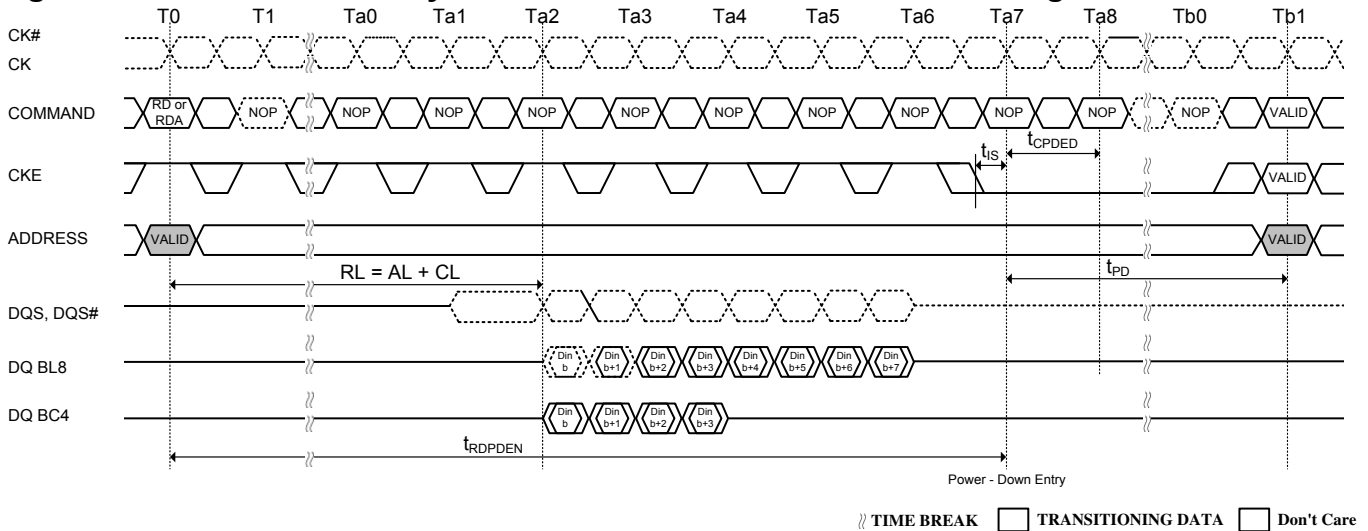 T0 T1 Ta0 Ta1 Ta2 Ta3 Ta4 Ta5 Ta6 Ta7 Ta8 Tb0 Tb1
CK#
CK
COMMAND RD or RDA NOP NOP NOP NOP NOP NOP NOP NOP NOP NOP NOP VALID
tIS tCPDED
CKE VALID
ADDRESS VALID VALID
RL = AL + CL tPD
DQS, DQS#
DQ BL8 Din b Din b+1 Din b+2 Din b+3 Din b+4 Din b+5 Din b+6 Din b+7
DQ BC4 Din b Din b+1 Din b+2 Din b+3
tRDPDEN
Power - Down Entry
TIME BREAK TRANSITIONING DATA Don't Care